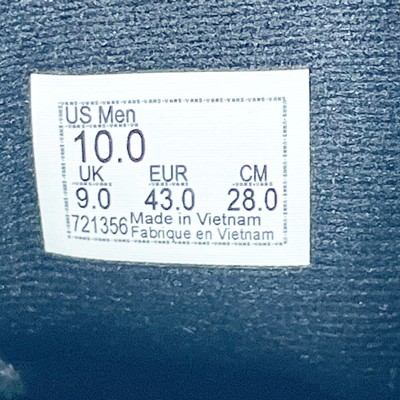 US Men
10.0
UK EUR CM
9.0 43.0 28.0
721356 Made in Vietnam
Fabrique en Vietnam